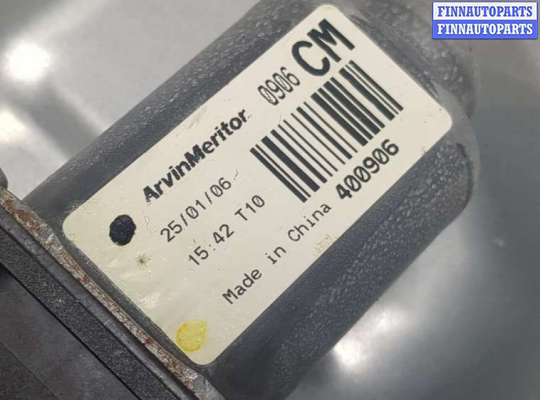 FINNAUTOPARTS
FINNAUTOPARTS
ArvinMeritor 0906 CM
25/01/06
15:42 T10
Made in China 400906